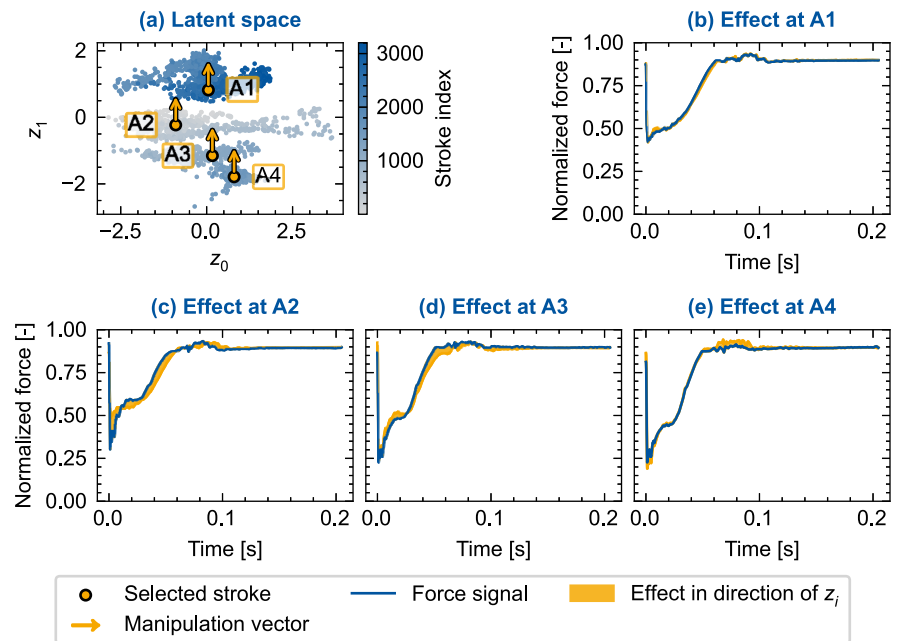 (a) Latent space
(b) Effect at A1
2
0
−2
z1
−2.5
0.0
2.5
z0
A1
A2
A3
A4
3000
2000
1000
Stroke index
1.00
0.75
0.50
0.25
0.00
Normalized force [-]
0.0
0.1
0.2
Time [s]
(c) Effect at A2
(d) Effect at A3
(e) Effect at A4
1.00
0.75
0.50
0.25
0.00
Normalized force [-]
0.0
0.1
0.2
0.0
0.1
0.2
0.0
0.1
0.2
Time [s]
Time [s]
Time [s]
Selected stroke
Force signal
Effect in direction of zi
Manipulation vector